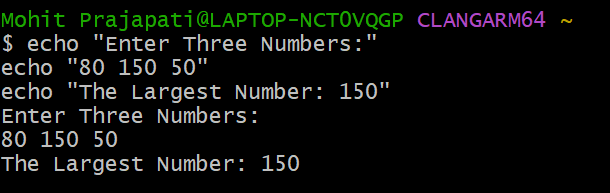 Mohit Prajapati@LAPTOP-NCT0VQGP CLANGARM64 ~
$ echo "Enter Three Numbers:"
echo "80 150 50"
echo "The Largest Number: 150"
Enter Three Numbers:
80 150 50
The Largest Number: 150